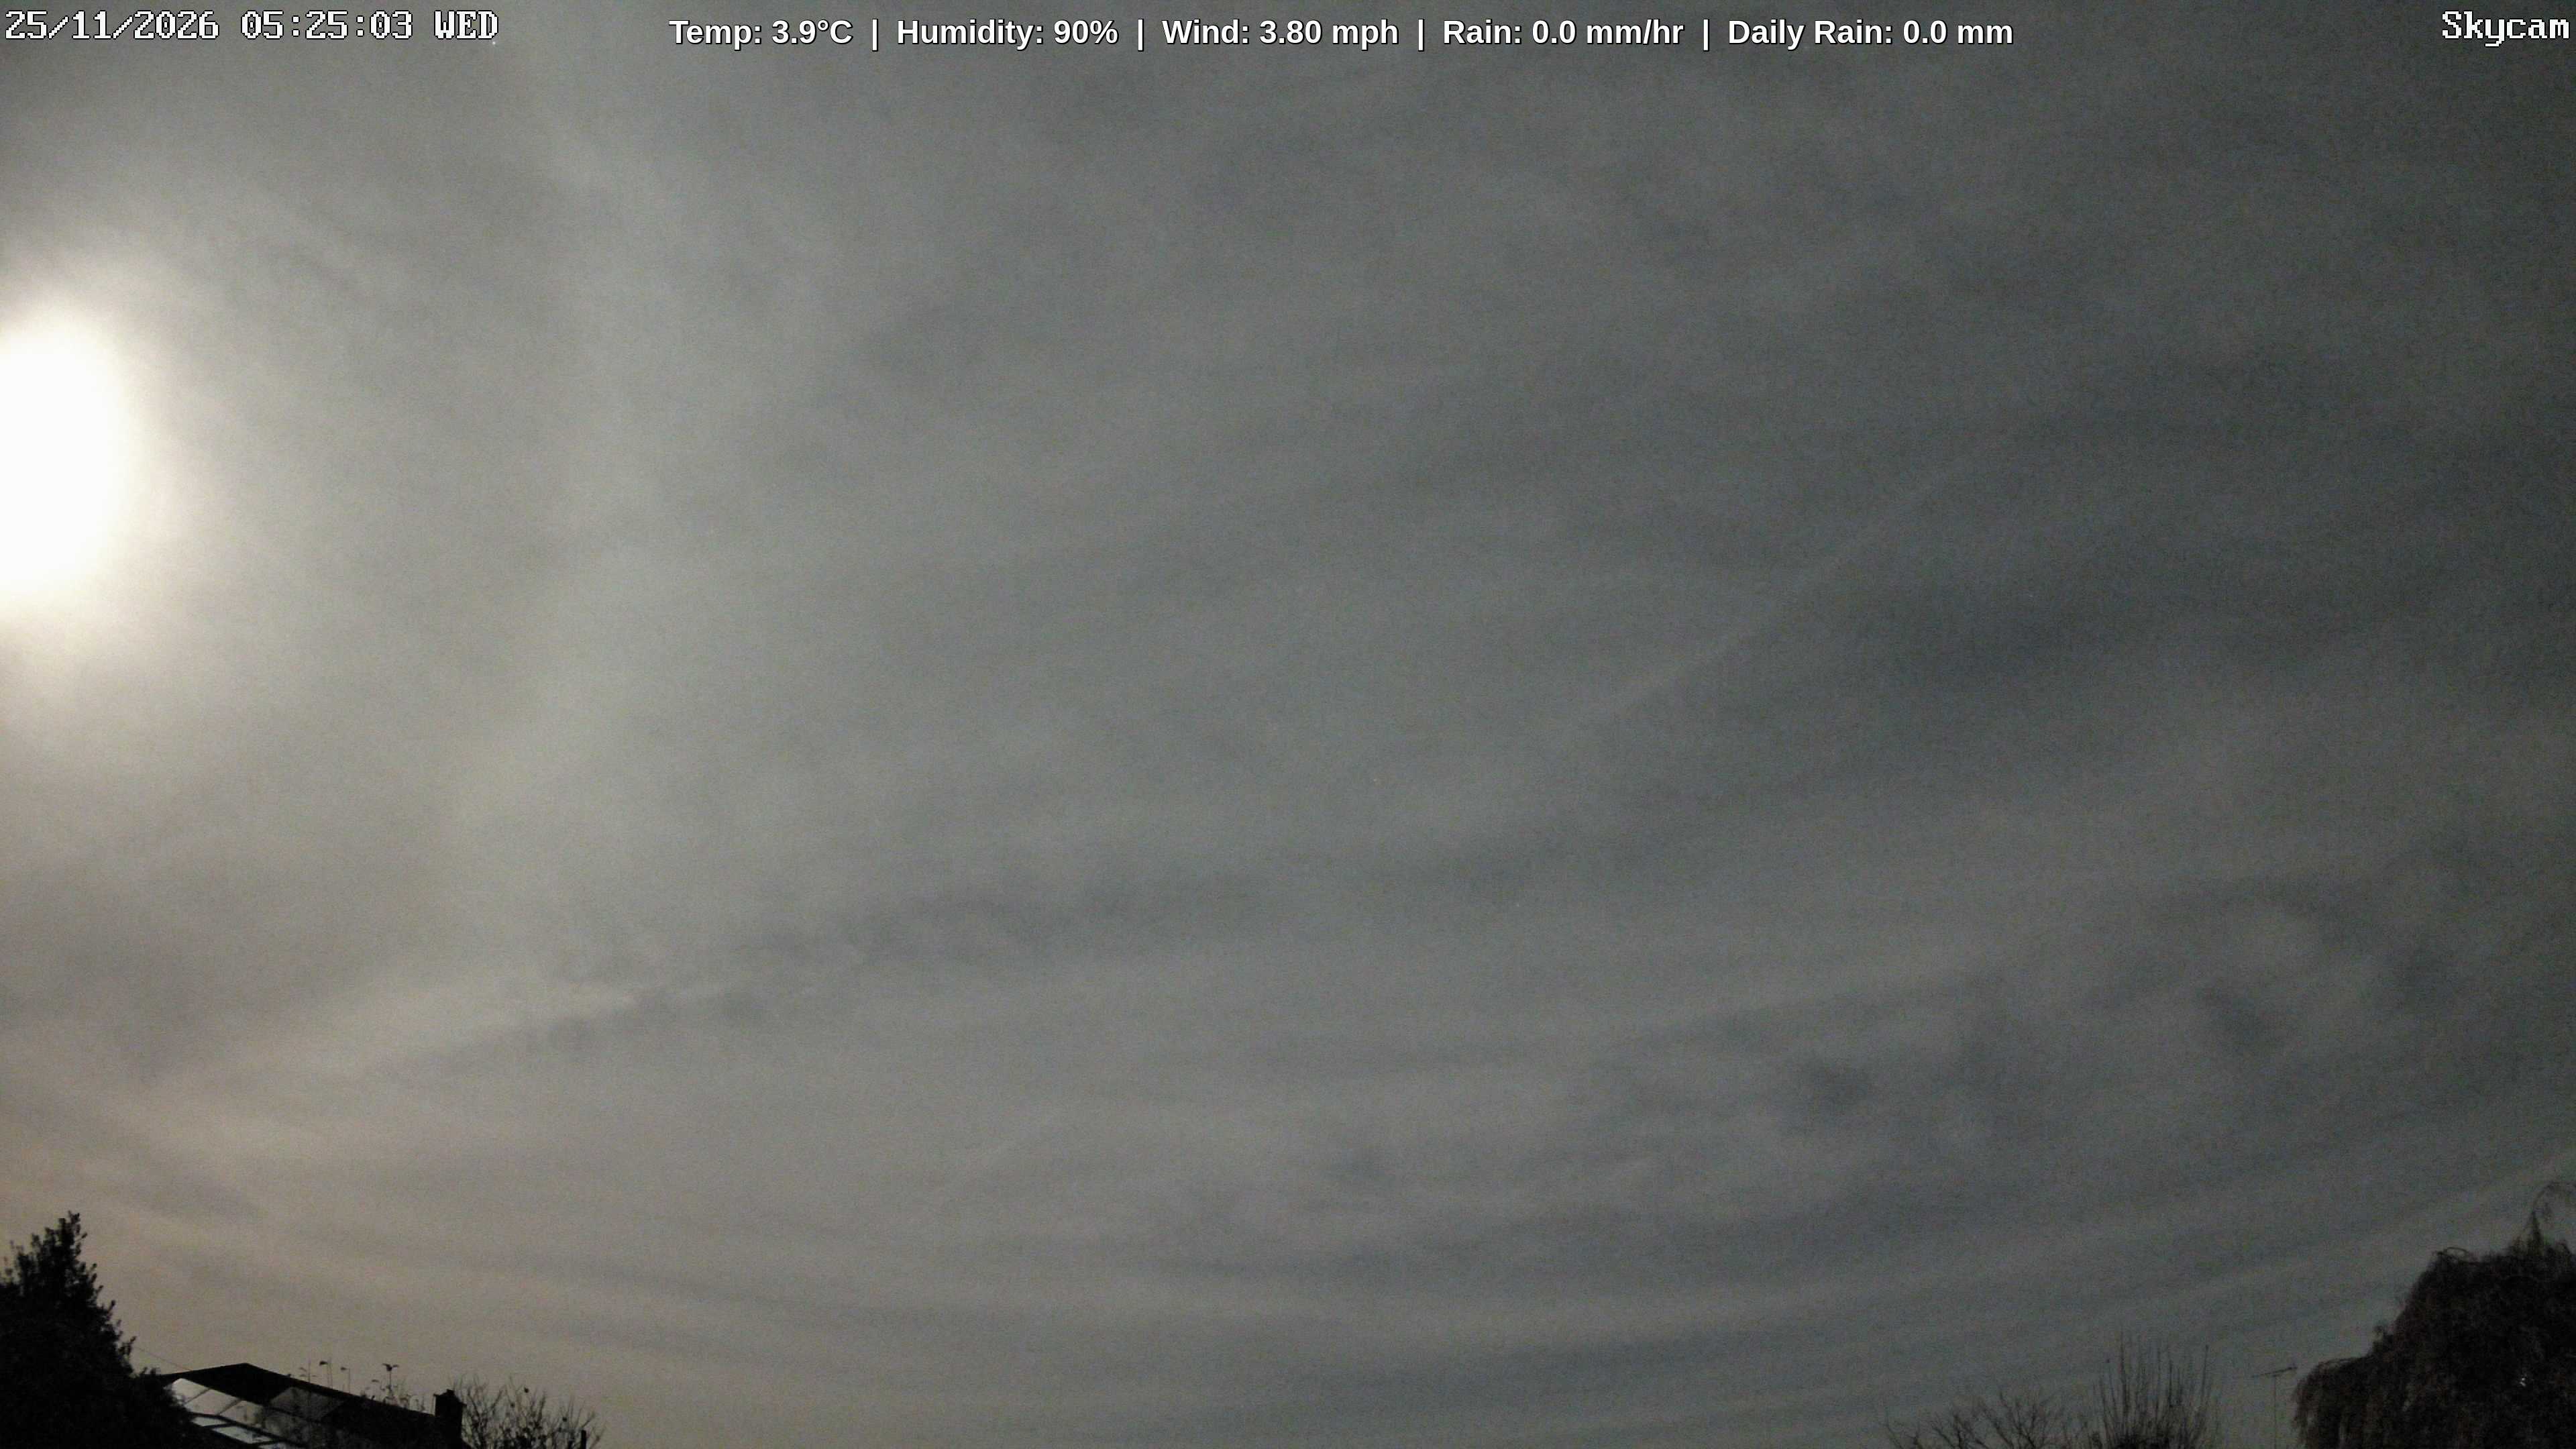 25/11/2026 05:25:03 WED
Temp: 3.9°C | Humidity: 90% | Wind: 3.80 mph | Rain: 0.0 mm/hr | Daily Rain: 0.0 mm
Skycam